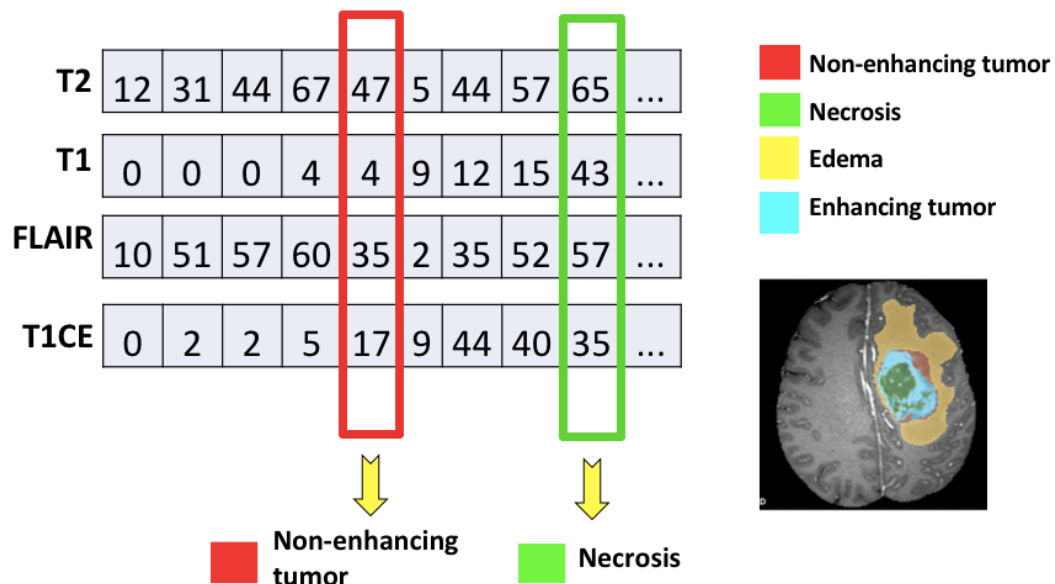 T2 12 31 44 67 47 5 44 57 65 ...
T1 0 0 0 4 4 9 12 15 43 ...
FLAIR 10 51 57 60 35 2 35 52 57 ...
T1CE 0 2 2 5 17 9 44 40 35 ...
Non-enhancing
tumor
Necrosis
Non-enhancing tumor
Necrosis
Edema
Enhancing tumor
D